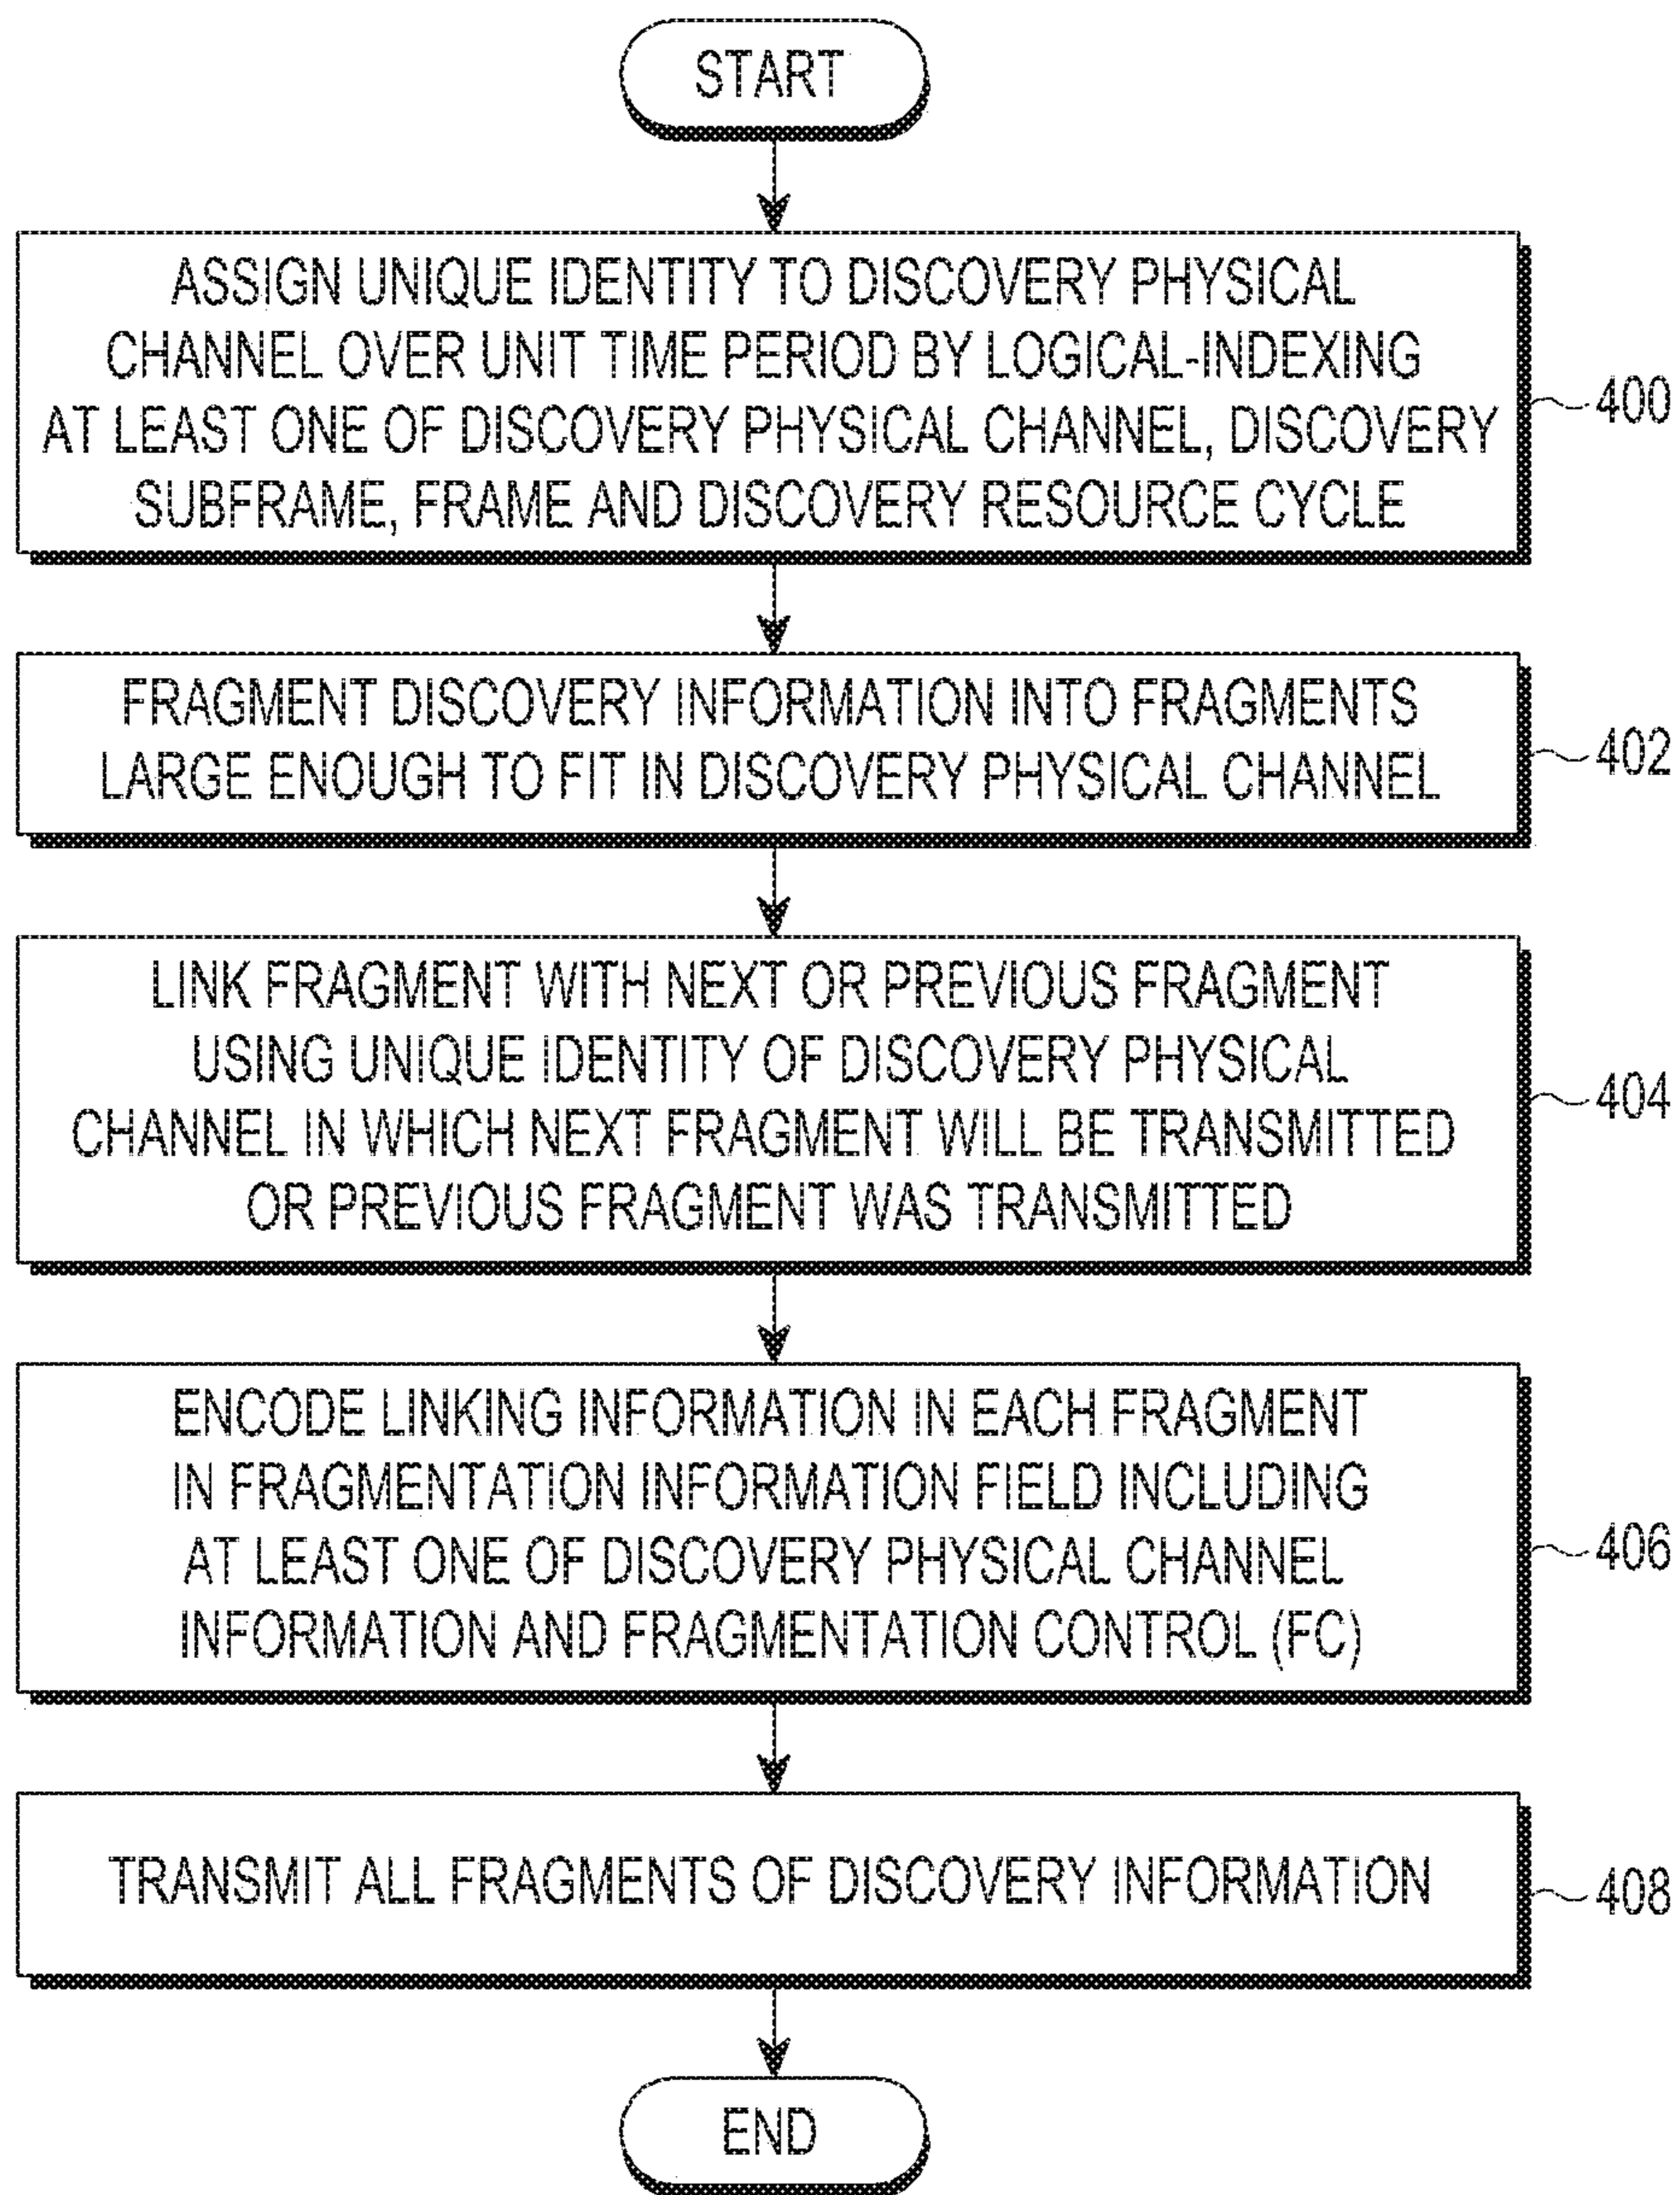 START
ASSIGN UNIQUE IDENTITY TO DISCOVERY PHYSICAL
CHANNEL OVER UNIT TIME PERIOD BY LOGICAL-INDEXING
AT LEAST ONE OF DISCOVERY PHYSICAL CHANNEL, DISCOVERY
SUBFRAME, FRAME AND DISCOVERY RESOURCE CYCLE
400
FRAGMENT DISCOVERY INFORMATION INTO FRAGMENTS
LARGE ENOUGH TO FIT IN DISCOVERY PHYSICAL CHANNEL
402
LINK FRAGMENT WITH NEXT OR PREVIOUS FRAGMENT
USING UNIQUE IDENTITY OF DISCOVERY PHYSICAL
CHANNEL IN WHICH NEXT FRAGMENT WILL BE TRANSMITTED
OR PREVIOUS FRAGMENT WAS TRANSMITTED
404
ENCODE LINKING INFORMATION IN EACH FRAGMENT
IN FRAGMENTATION INFORMATION FIELD INCLUDING
AT LEAST ONE OF DISCOVERY PHYSICAL CHANNEL
INFORMATION AND FRAGMENTATION CONTROL (FC)
406
TRANSMIT ALL FRAGMENTS OF DISCOVERY INFORMATION
408
END